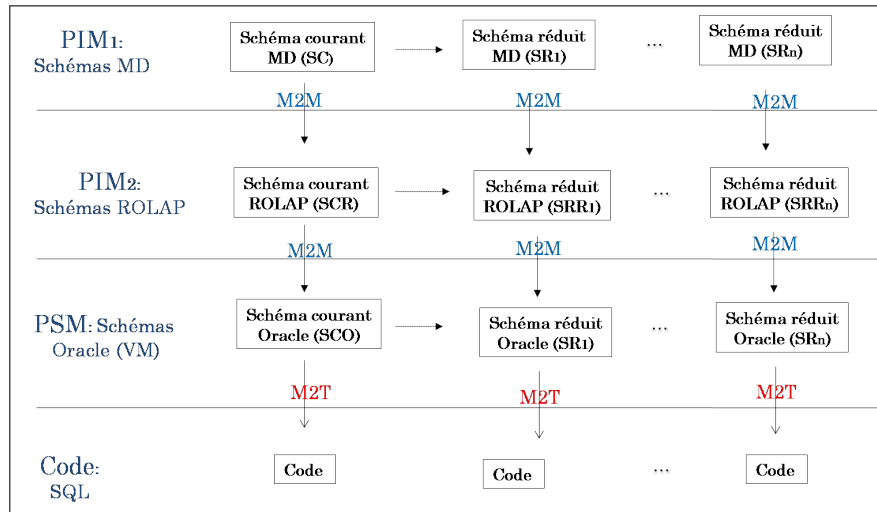 PIM1:
Schémas MD
Schéma courant
MD (SC)
Schéma réduit
MD (SR1)
...
Schéma réduit
MD (SRn)
M2M
M2M
M2M
PIM2:
Schémas ROLAP
Schéma courant
ROLAP (SCR)
Schéma réduit
ROLAP (SRR1)
...
Schéma réduit
ROLAP (SRRn)
M2M
M2M
M2M
PSM: Schémas
Oracle (VM)
Schéma courant
Oracle (SCO)
Schéma réduit
Oracle (SR1)
...
Schéma réduit
Oracle (SRn)
M2T
M2T
M2T
Code:
SQL
Code
Code
...
Code